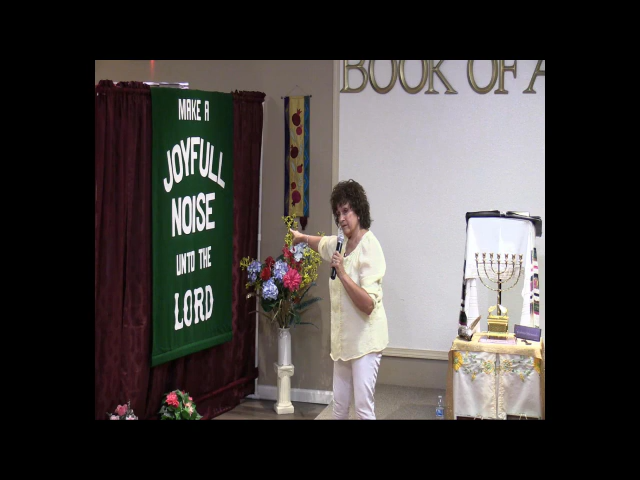 MAKE A
JOYFULL
NOISE
UNTO THE
LORD
BOOK OF A